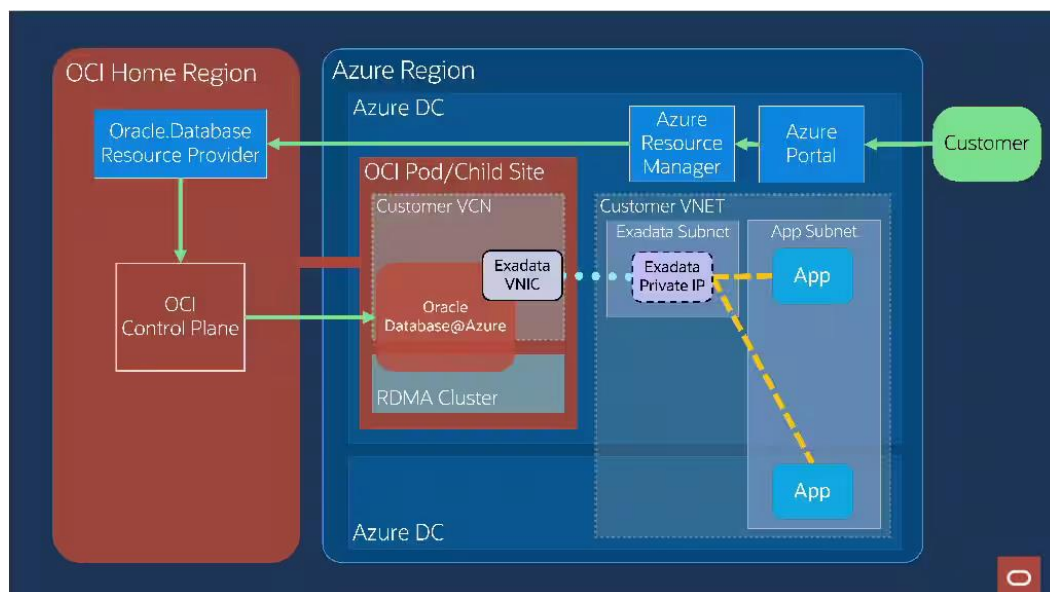 OCI Home Region
Oracle.Database
Resource Provider
OCI
Control Plane
Azure Region
Azure DC
Azure
Resource
Manager
Azure
Portal
Customer
OCI Pod/Child Site
Customer VCN
Exadata
VNIC
Oracle
Database@Azure
RDMA Cluster
Customer VNET
Exadata Subnet
Exadata
Private IP
App Subnet
App
App
Azure DC